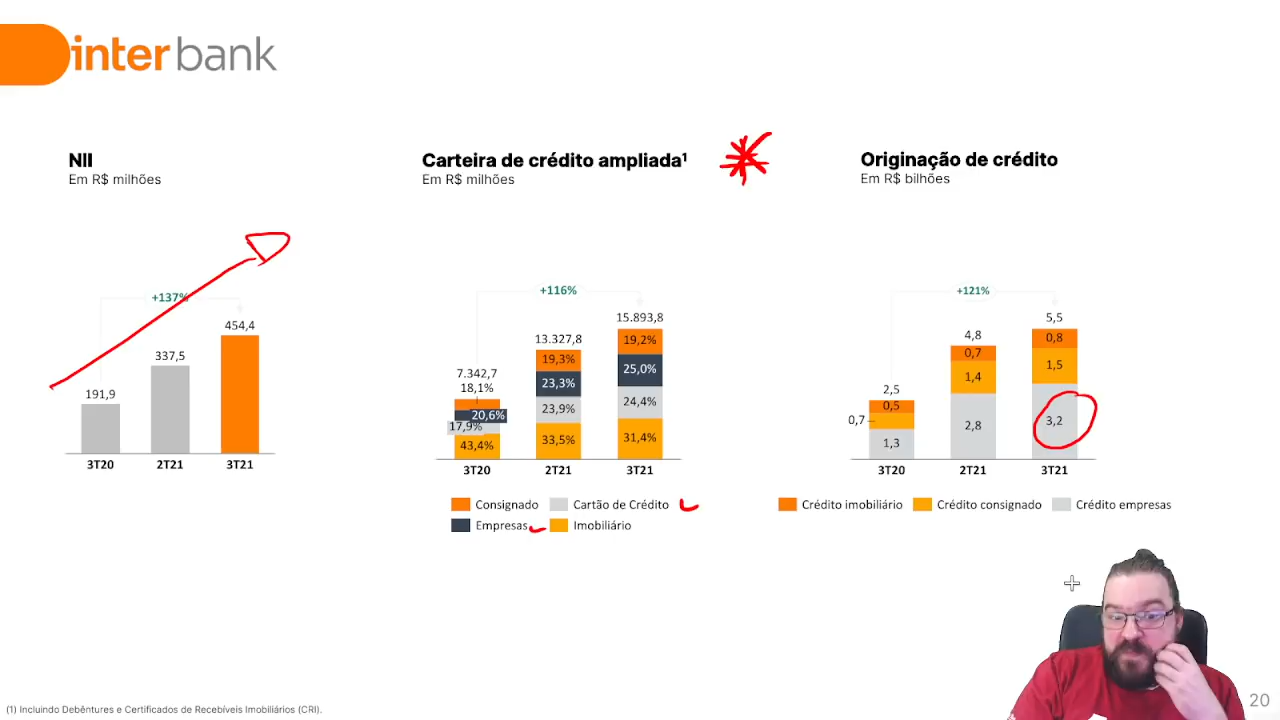 inter bank
NII
Em R$ milhões
+137%
454,4
337,5
191,9
3T20 2T21 3T21
Carteira de crédito ampliada¹
Em R$ milhões
+116%
15.893,8
13.327,8
7.342,7
18,1%
20,6%
17,9%
43,4%
19,3%
23,3%
23,9%
33,5%
19,2%
25,0%
24,4%
31,4%
3T20 2T21 3T21
Consignado Cartão de Crédito
Empresas Imobiliário
Originação de crédito
Em R$ bilhões
+121%
5,5
4,8
2,5
0,5
0,7
1,3
0,7
1,4
2,8
0,8
1,5
3,2
3T20 2T21 3T21
Crédito imobiliário Crédito consignado Crédito empresas
(1) Incluindo Debêntures e Certificados de Recebíveis Imobiliários (CRI).
20